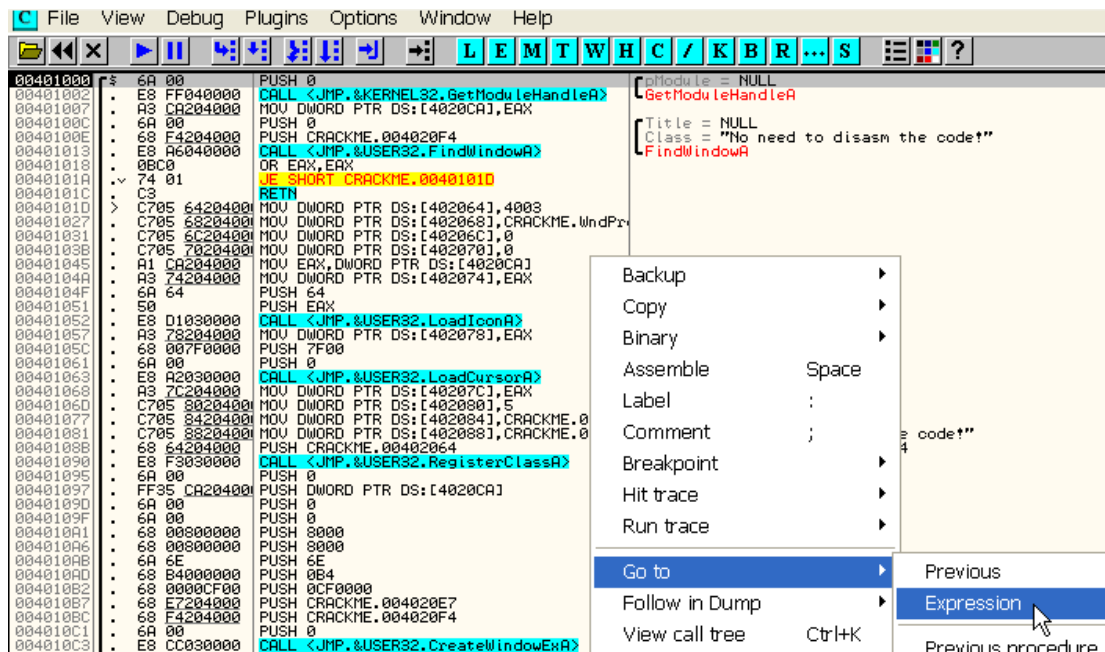 C File View Debug Plugins Options Window Help
L E M T W H C / K B R ... S ?
00401000 $ 6A 00 PUSH 0 pModule = NULL
00401002 . E8 FF040000 CALL <JMP.&KERNEL32.GetModuleHandleA> GetModuleHandleA
00401007 . A3 CA204000 MOV DWORD PTR DS:[4020CA],EAX
0040100C . 6A 00 PUSH 0 Title = NULL
0040100E . 68 F4204000 PUSH CRACKME.004020F4 Class = "No need to disasm the code!"
00401013 . E8 A6040000 CALL <JMP.&USER32.FindWindowA> FindWindowA
00401018 . 0BC0 OR EAX,EAX
0040101A .v 74 01 JE SHORT CRACKME.0040101D
0040101C . C3 RETN
0040101D > C705 64204000 MOV DWORD PTR DS:[402064],4003
00401027 . C705 68204000 MOV DWORD PTR DS:[402068],CRACKME.WndPr
00401031 . C705 6C204000 MOV DWORD PTR DS:[40206C],0
0040103B . C705 70204000 MOV DWORD PTR DS:[402070],0
00401045 . A1 CA204000 MOV EAX,DWORD PTR DS:[4020CA]
0040104A . A3 74204000 MOV DWORD PTR DS:[402074],EAX
0040104F . 6A 64 PUSH 64
00401051 . 50 PUSH EAX
00401052 . E8 D1030000 CALL <JMP.&USER32.LoadIconA>
00401057 . A3 78204000 MOV DWORD PTR DS:[402078],EAX
0040105C . 68 007F0000 PUSH 7F00
00401061 . 6A 00 PUSH 0
00401063 . E8 A2030000 CALL <JMP.&USER32.LoadCursorA>
00401068 . A3 7C204000 MOV DWORD PTR DS:[40207C],EAX
0040106D . C705 80204000 MOV DWORD PTR DS:[402080],5
00401077 . C705 84204000 MOV DWORD PTR DS:[402084],CRACKME.0
00401081 . C705 88204000 MOV DWORD PTR DS:[402088],CRACKME.0 code!"
0040108B . 68 64204000 PUSH CRACKME.00402064 4
00401090 . E8 F3030000 CALL <JMP.&USER32.RegisterClassA>
00401095 . 6A 00 PUSH 0
00401097 . FF35 CA204000 PUSH DWORD PTR DS:[4020CA]
0040109D . 6A 00 PUSH 0
0040109F . 6A 00 PUSH 0
004010A1 . 68 00800000 PUSH 8000
004010A6 . 68 00800000 PUSH 8000
004010AB . 6A 6E PUSH 6E
004010AD . 68 B4000000 PUSH 0B4
004010B2 . 68 0000CF00 PUSH 0CF0000
004010B7 . 68 E7204000 PUSH CRACKME.004020E7
004010BC . 68 F4204000 PUSH CRACKME.004020F4
004010C1 . 6A 00 PUSH 0
004010C3 . E8 CC030000 CALL <JMP.&USER32.CreateWindowExA>
Backup
Copy
Binary
Assemble Space
Label :
Comment ;
Breakpoint
Hit trace
Run trace
Go to
Follow in Dump
View call tree Ctrl+K
Previous
Expression
Previous procedure